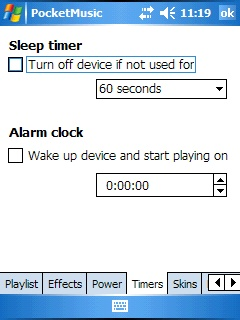 PocketMusic 11:19 ok
Sleep timer
Turn off device if not used for
60 seconds
Alarm clock
Wake up device and start playing on
0:00:00
Playlist Effects Power Timers Skins